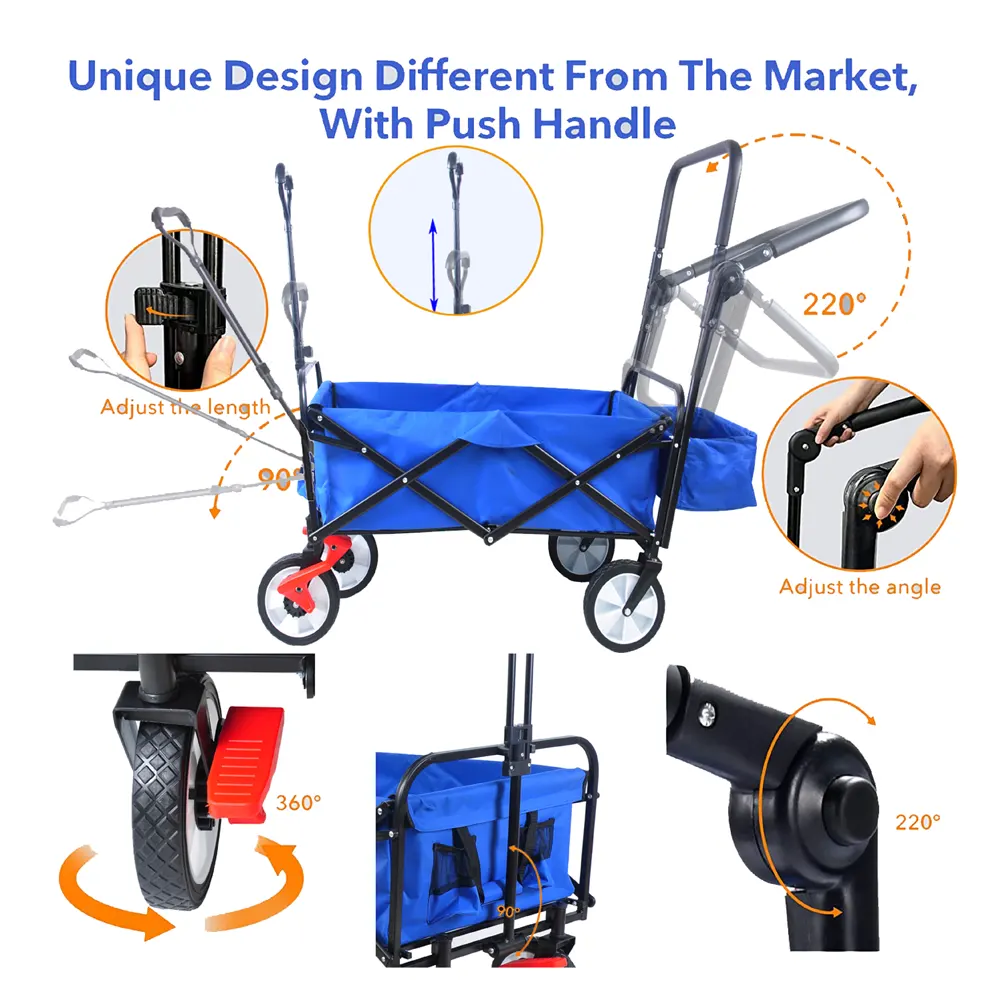 Unique Design Different From The Market,
With Push Handle
220°
Adjust the length
90°
Adjust the angle
360°
220°
90°